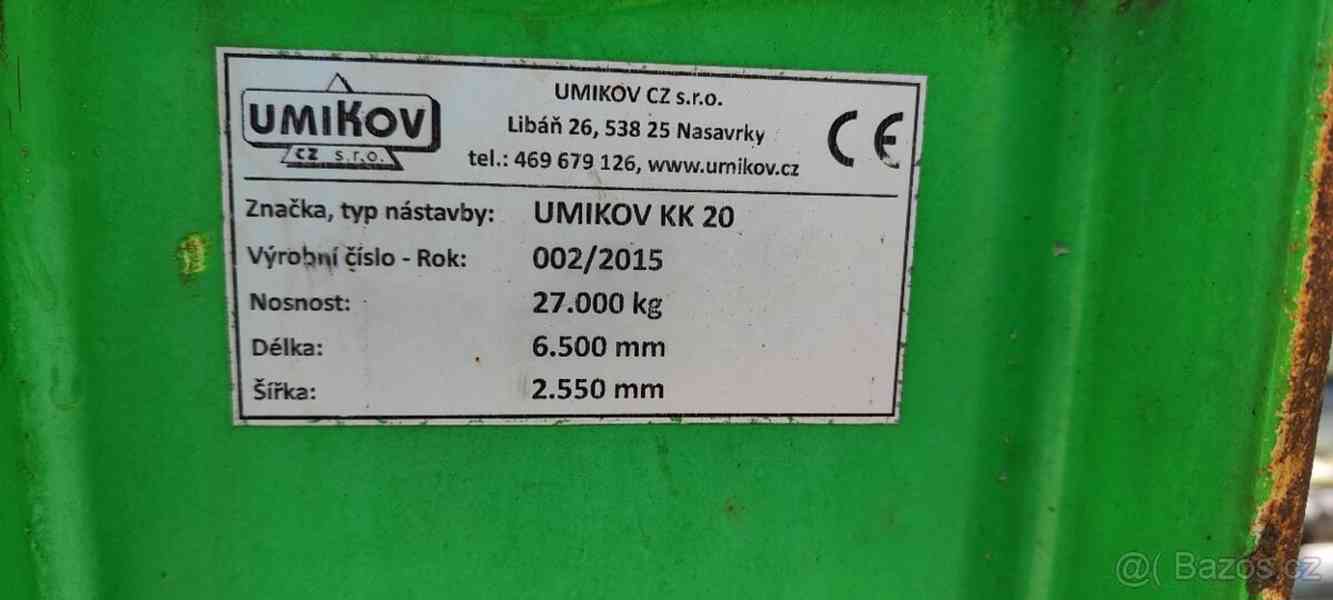 UMIKOV
CZ s.r.o.
UMIKOV CZ s.r.o.
Libáň 26, 538 25 Nasavrky
tel.: 469 679 126, www.umikov.cz
CE
Značka, typ nástavby: UMIKOV KK 20
Výrobní číslo - Rok: 002/2015
Nosnost: 27.000 kg
Délka: 6.500 mm
Šířka: 2.550 mm
@( Bazos.cz